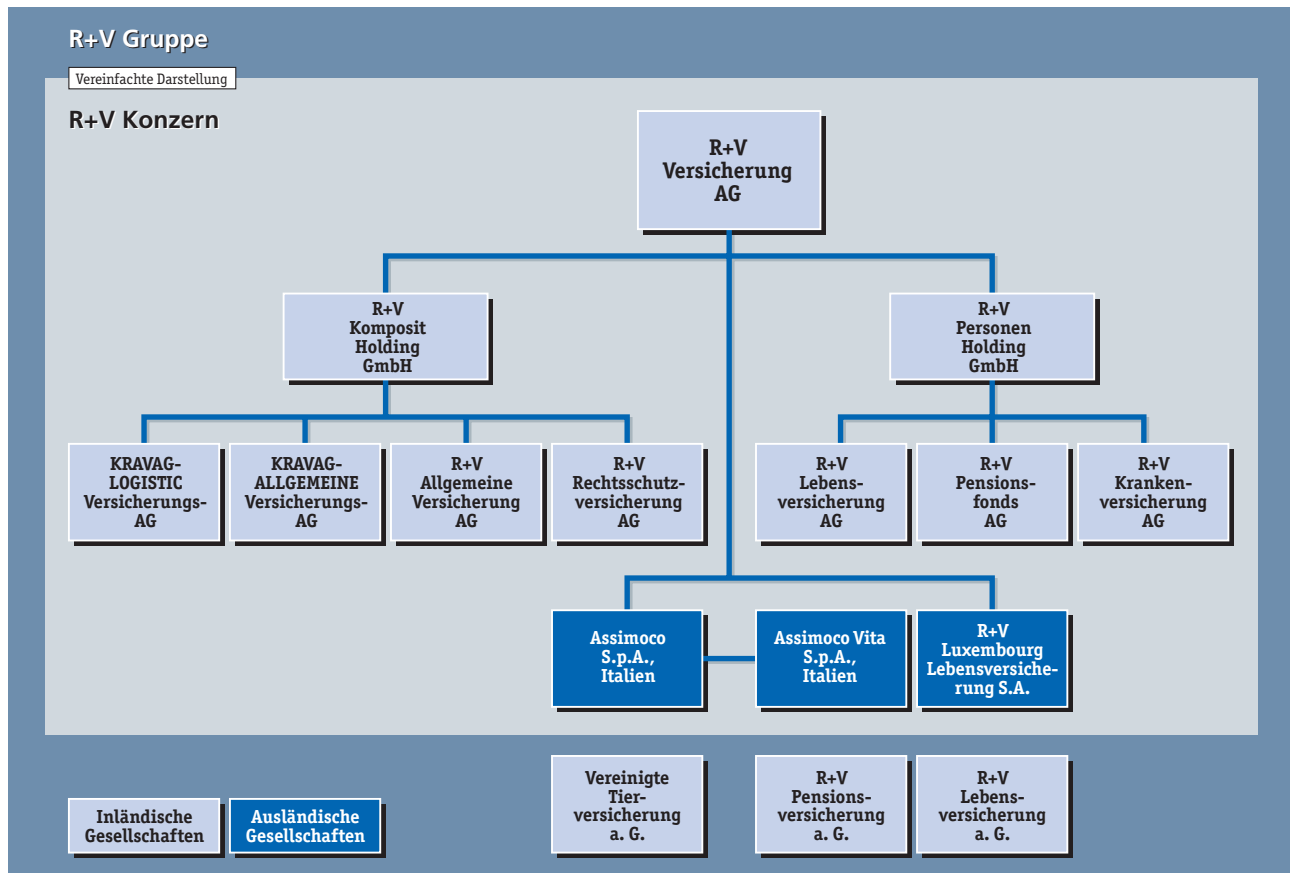 R+V Gruppe
Vereinfachte Darstellung
R+V Konzern
R+V
Versicherung
AG
R+V
Komposit
Holding
GmbH
R+V
Personen
Holding
GmbH
KRAVAG-
LOGISTIC
Versicherungs-
AG
KRAVAG-
ALLGEMEINE
Versicherungs-
AG
R+V
Allgemeine
Versicherung
AG
R+V
Rechtsschutz-
versicherung
AG
R+V
Lebens-
versicherung
AG
R+V
Pensions-
fonds
AG
R+V
Kranken-
versicherung
AG
Assimoco
S.p.A.,
Italien
Assimoco Vita
S.p.A.,
Italien
R+V
Luxembourg
Lebensversiche-
rung S.A.
Vereinigte
Tier-
versicherung
a. G.
R+V
Pensions-
versicherung
a. G.
R+V
Lebens-
versicherung
a. G.
Inländische
Gesellschaften
Ausländische
Gesellschaften